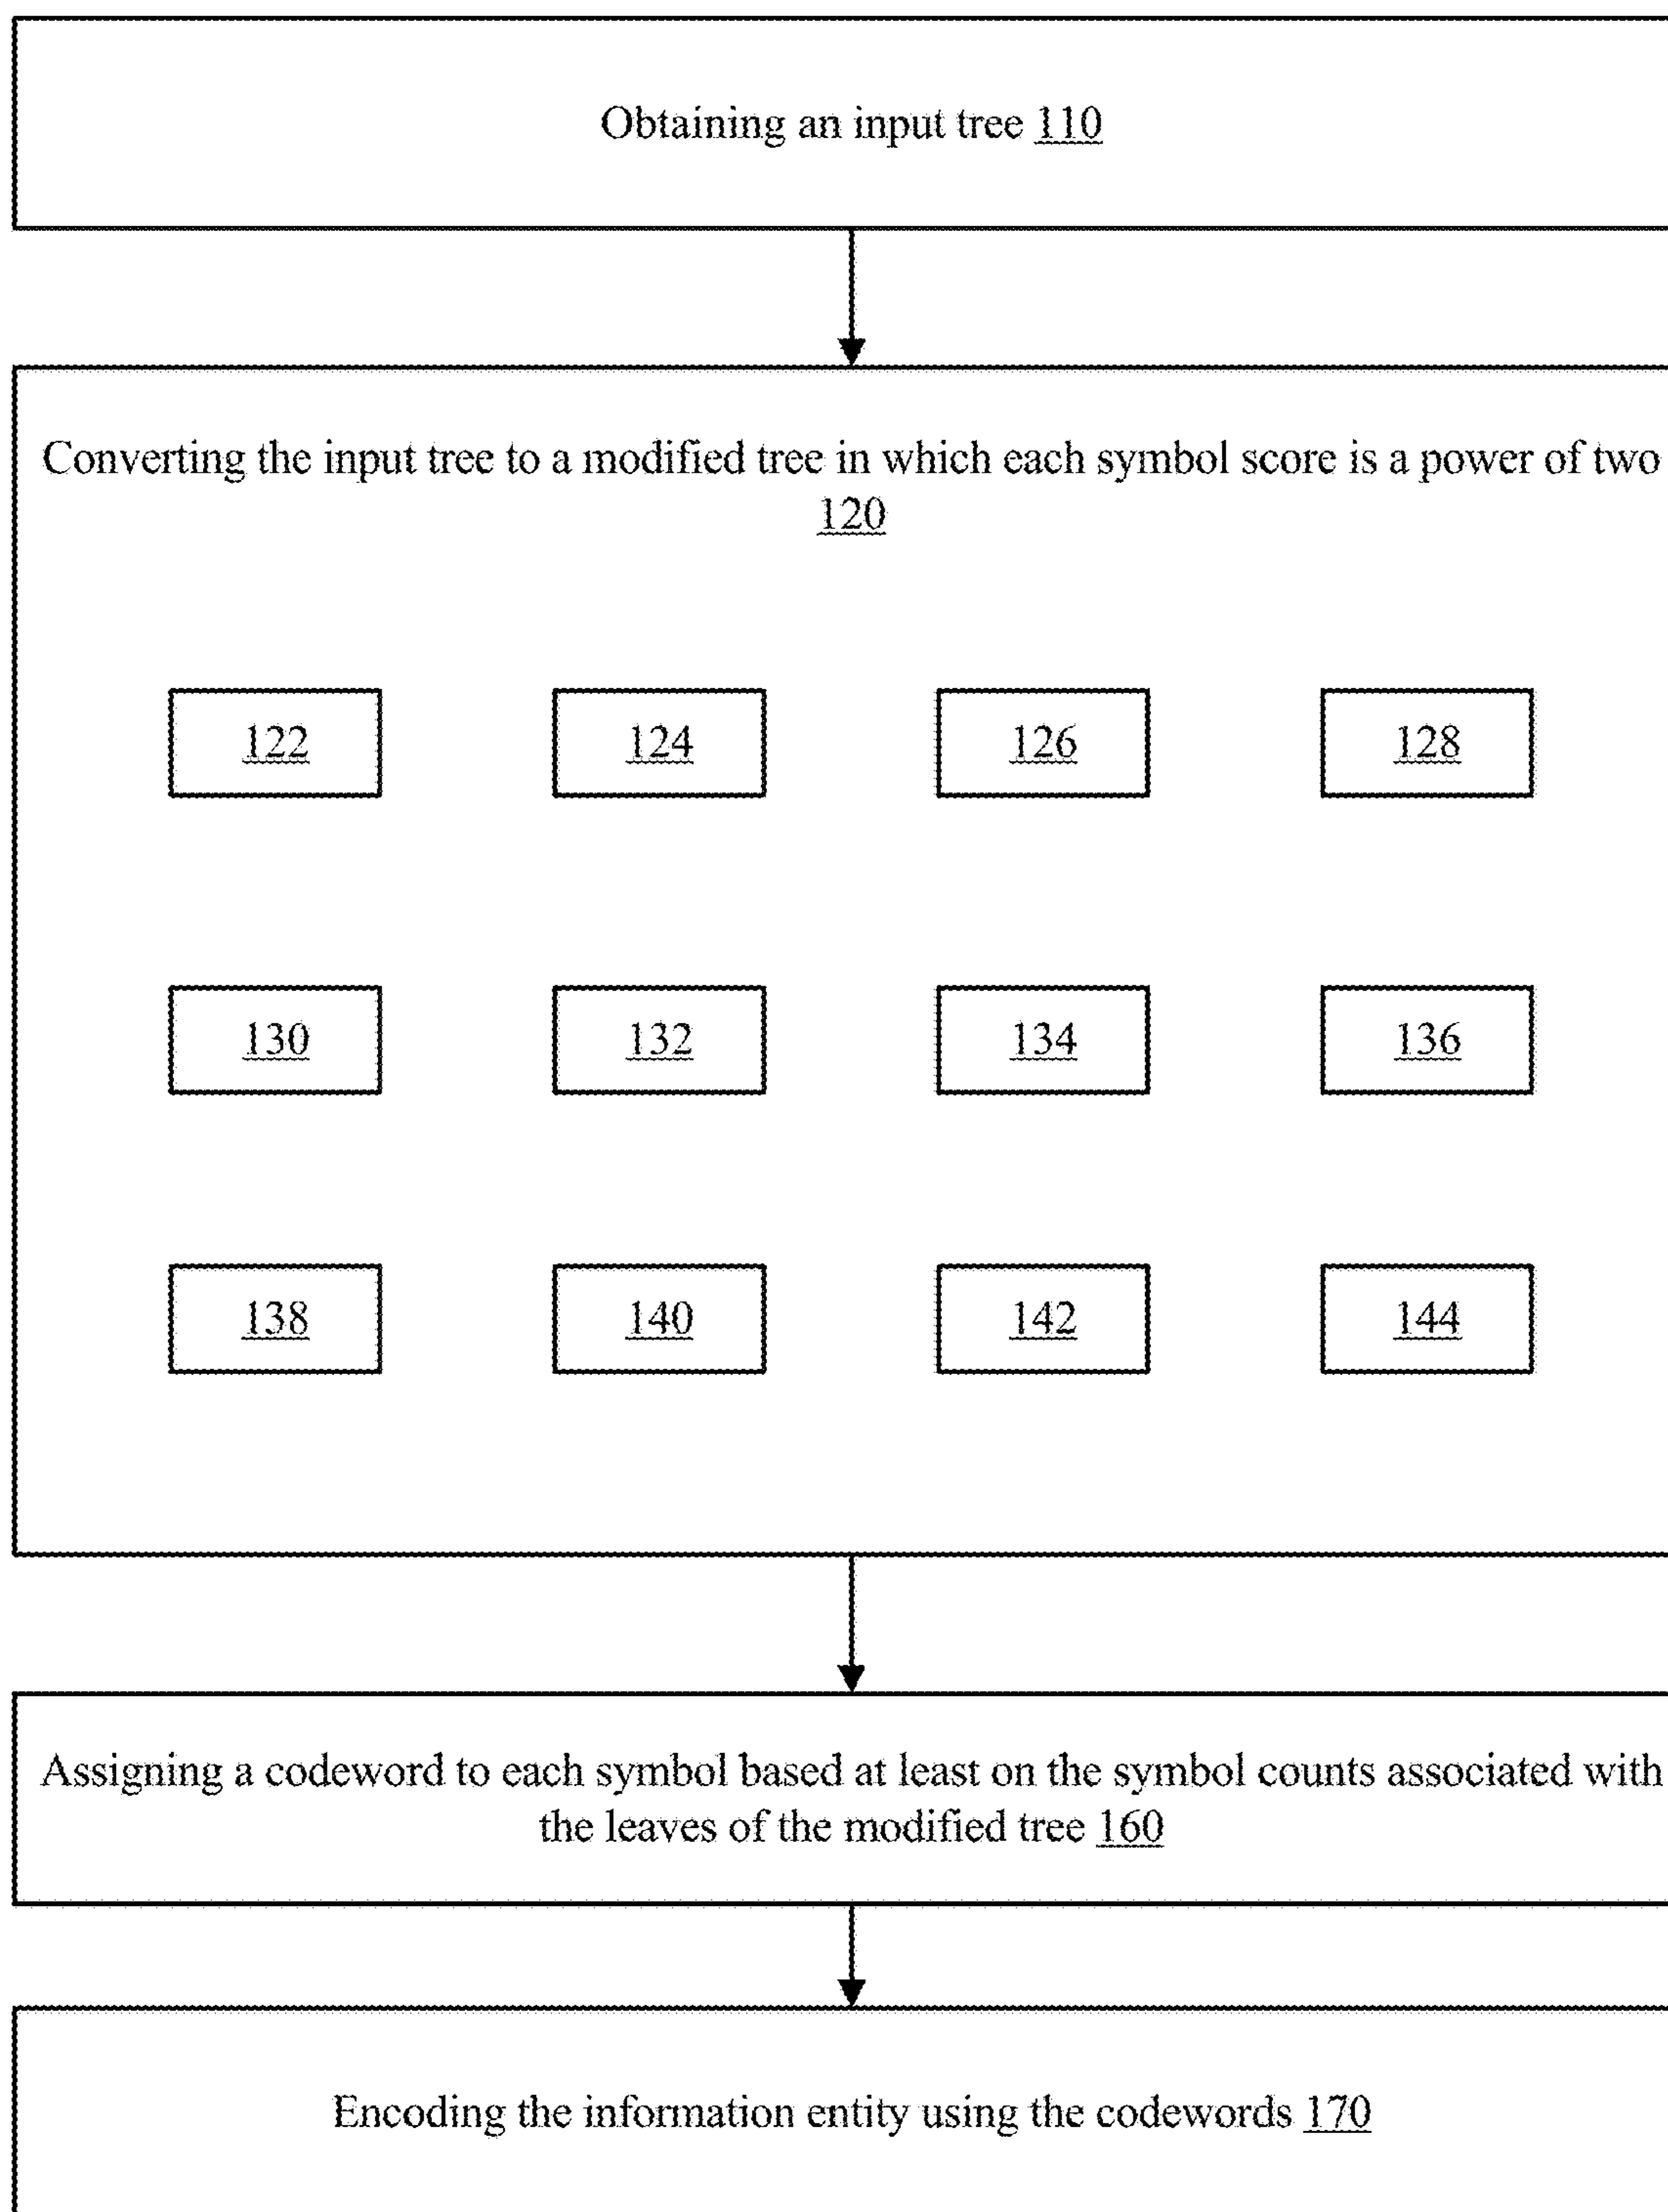 Obtaining an input tree 110
Converting the input tree to a modified tree in which each symbol score is a power of two
120
122 124 126 128
130 132 134 136
138 140 142 144
Assigning a codeword to each symbol based at least on the symbol counts associated with
the leaves of the modified tree 160
Encoding the information entity using the codewords 170